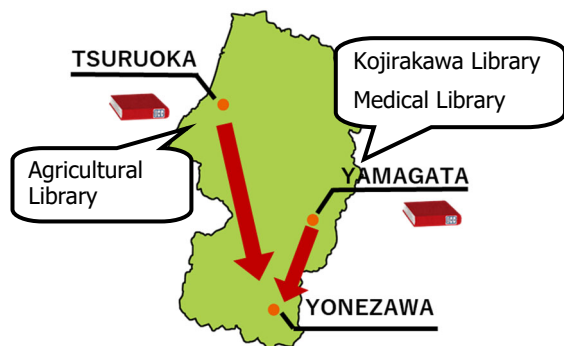 TSURUOKA
Kojirakawa Library
Medical Library
Agricultural
Library
YAMAGATA
YONEZAWA